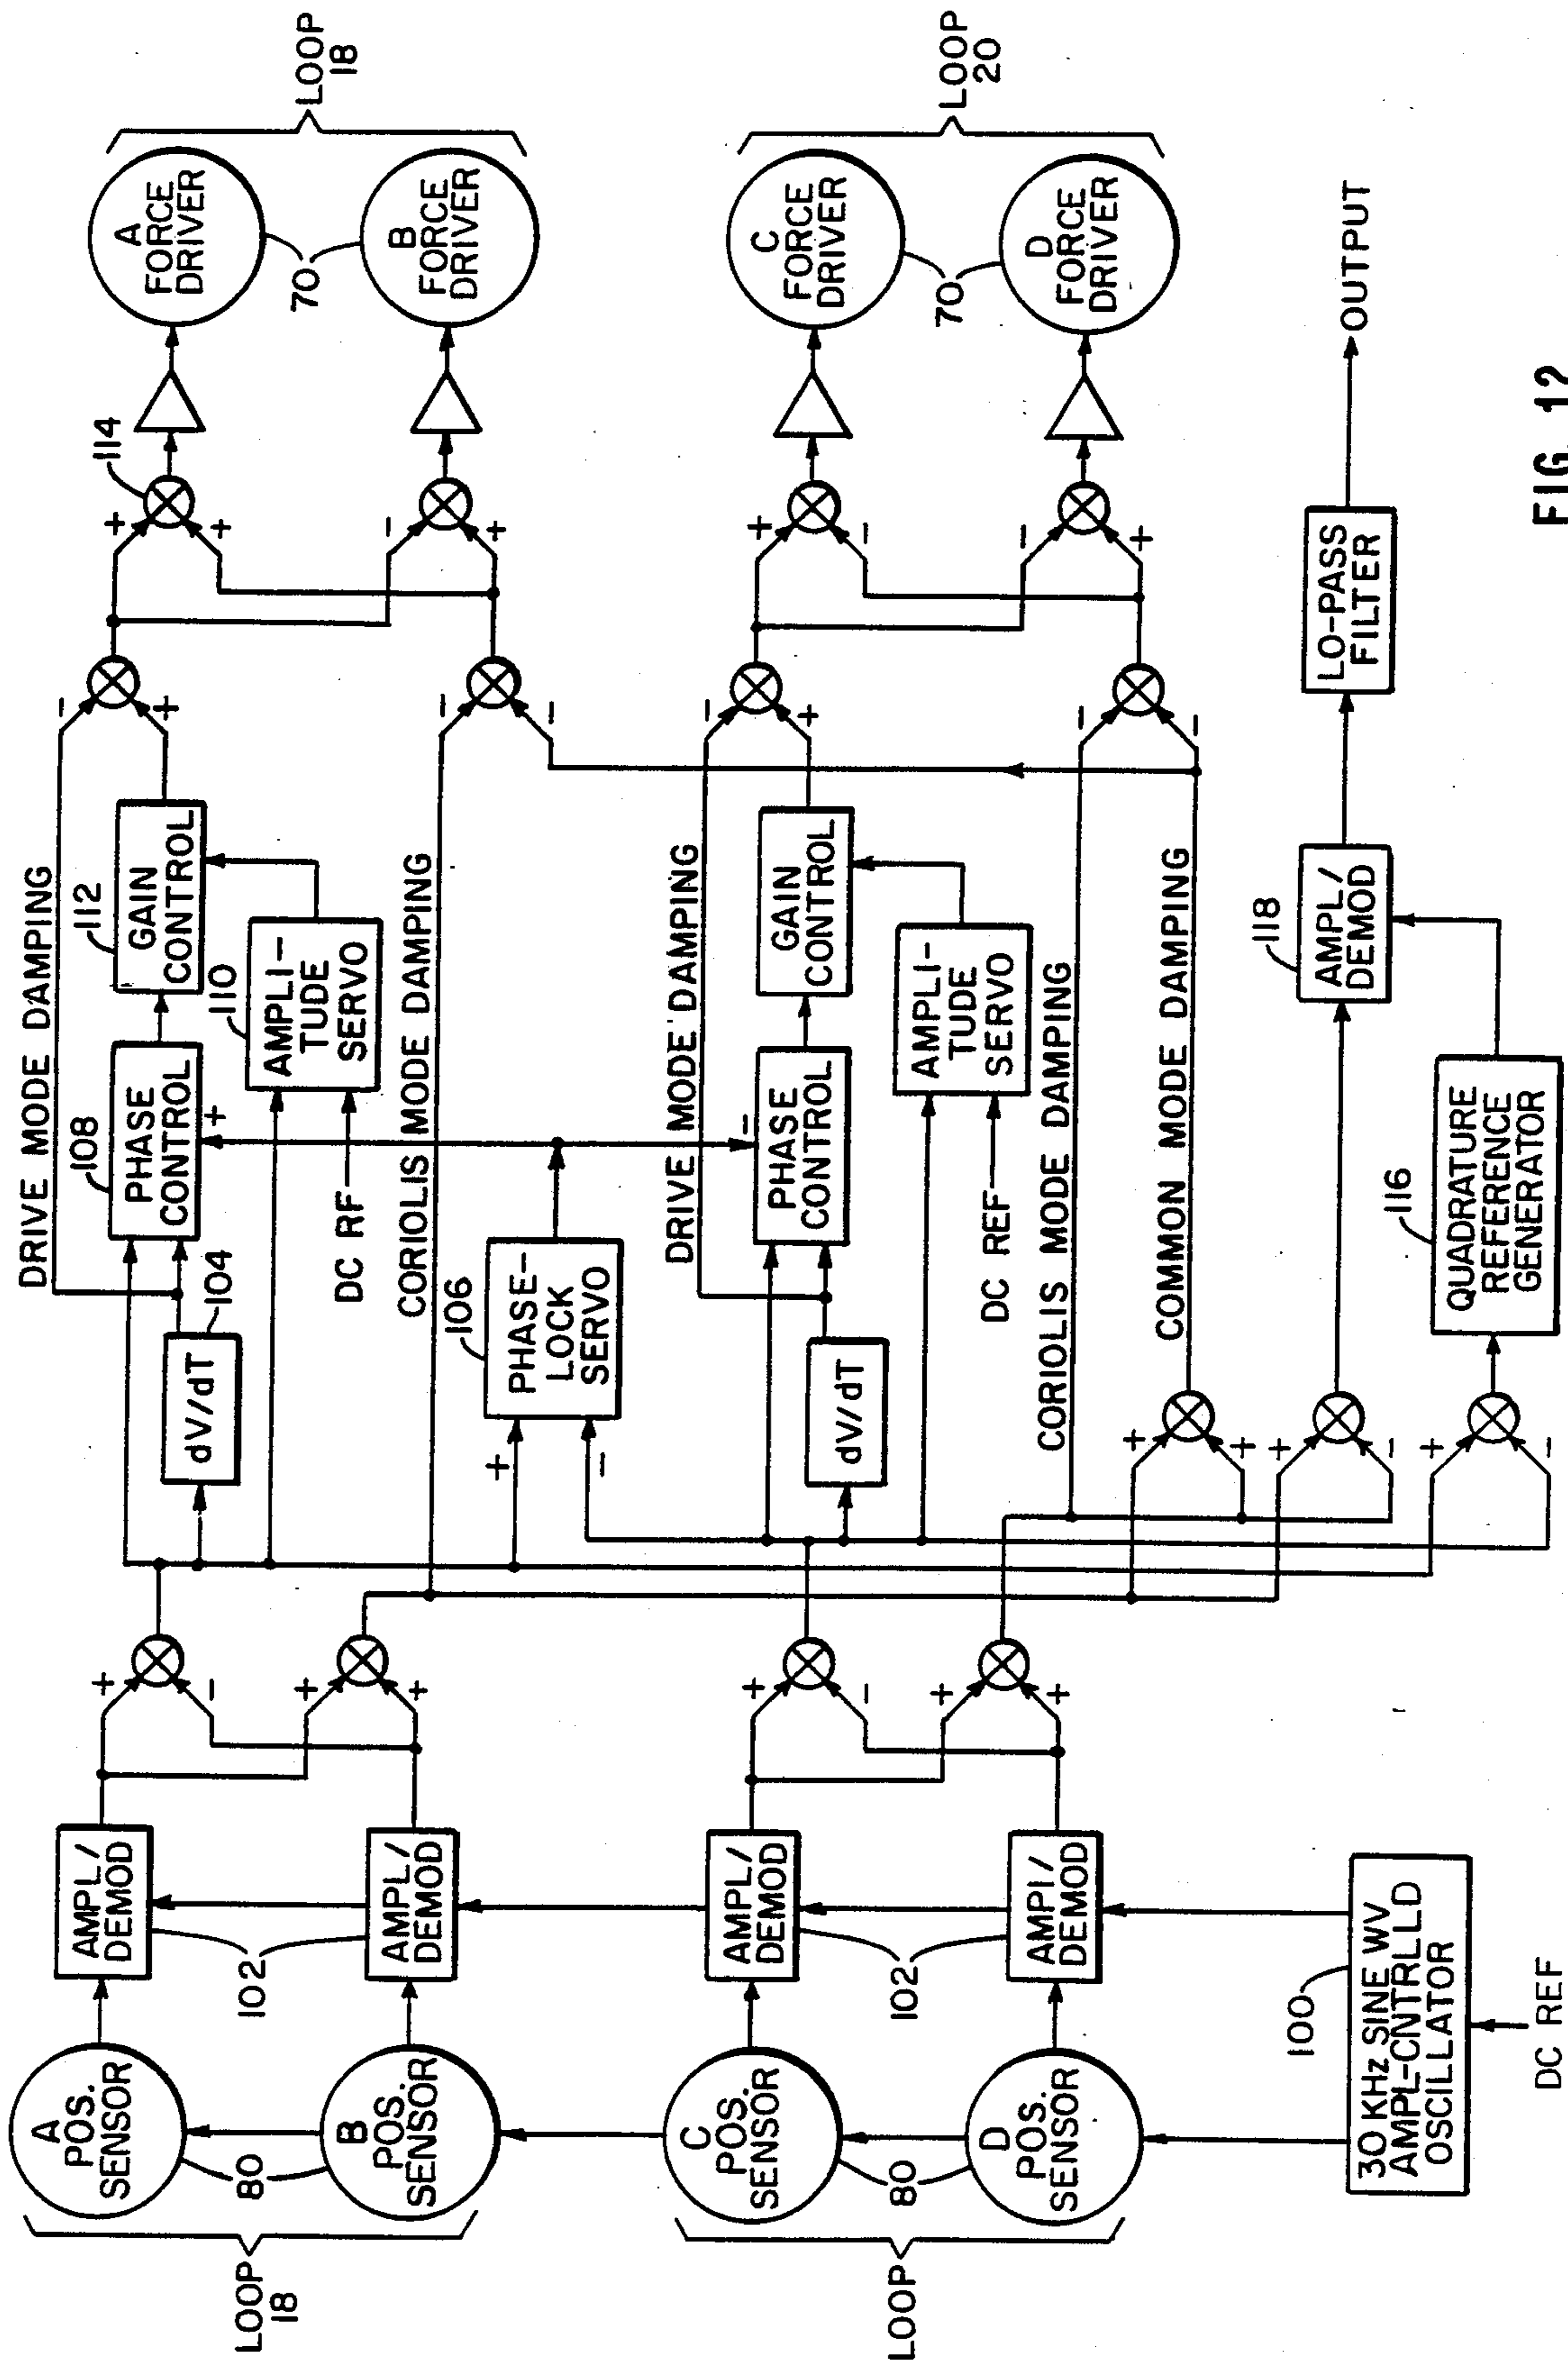 LOOP
18
A
POS.
SENSOR
B
POS.
SENSOR
80
AMPL/
DEMOD
AMPL/
DEMOD
102
+
-
+
+
LOOP
C
POS.
SENSOR
D
POS.
SENSOR
80
AMPL/
DEMOD
AMPL/
DEMOD
102
+
-
+
+
100
30 KHz SINE WV
AMPL-CNTRLLD
OSCILLATOR
DC REF
DRIVE MODE DAMPING
dV/dT
104
108
PHASE
CONTROL
+
112
GAIN
CONTROL
110
AMPLI-
TUDE
SERVO
DC RF
-
+
CORIOLIS MODE DAMPING
-
-
106
PHASE-
LOCK
SERVO
+
-
DRIVE MODE DAMPING
dV/dT
PHASE
CONTROL
-
GAIN
CONTROL
AMPLI-
TUDE
SERVO
DC REF
-
+
CORIOLIS MODE DAMPING
-
-
COMMON MODE DAMPING
+
+
+
-
+
-
116
QUADRATURE
REFERENCE
GENERATOR
118
AMPL/
DEMOD
LO-PASS
FILTER
OUTPUT
114
+
+
-
+
A
FORCE
DRIVER
B
FORCE
DRIVER
70
LOOP
18
+
-
-
+
C
FORCE
DRIVER
D
FORCE
DRIVER
70
LOOP
20
FIG. 12